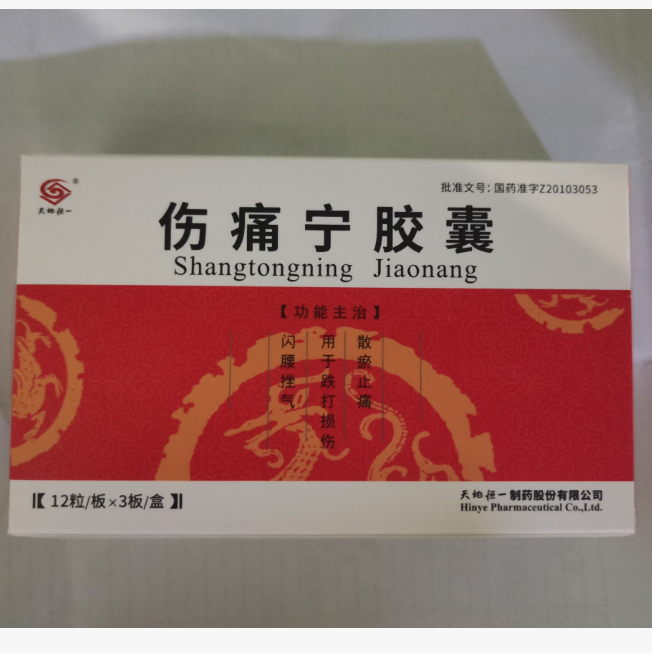 天地恒一
®
批准文号：国药准字Z20103053
伤痛宁胶囊
Shangtongning Jiaonang
【功能主治】
散瘀止痛
用于跌打损伤
闪腰挫气
【12粒/板×3板/盒】
天地恒一制药股份有限公司
Hinye Pharmaceutical Co.,Ltd.